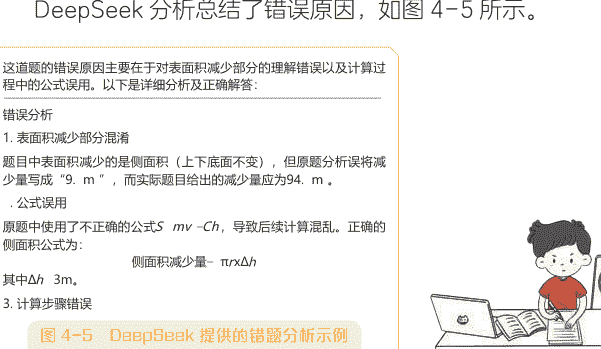 DeepSeek 分析总结了错误原因，如图 4-5 所示。
这道题的错误原因主要在于对表面积减少部分的理解错误以及计算过
程中的公式误用。以下是详细分析及正确解答：
错误分析
1. 表面积减少部分混淆
题目中表面积减少的是侧面积（上下底面不变），但原题分析误将减
少量写成“9. m ”，而实际题目给出的减少量应为94. m 。
. 公式误用
原题中使用了不正确的公式S mv -Ch，导致后续计算混乱。正确的
侧面积公式为：
侧面积减少量- πrxΔh
其中Δh 3m。
3. 计算步骤错误
图 4-5 DeepSeek 提供的错题分析示例